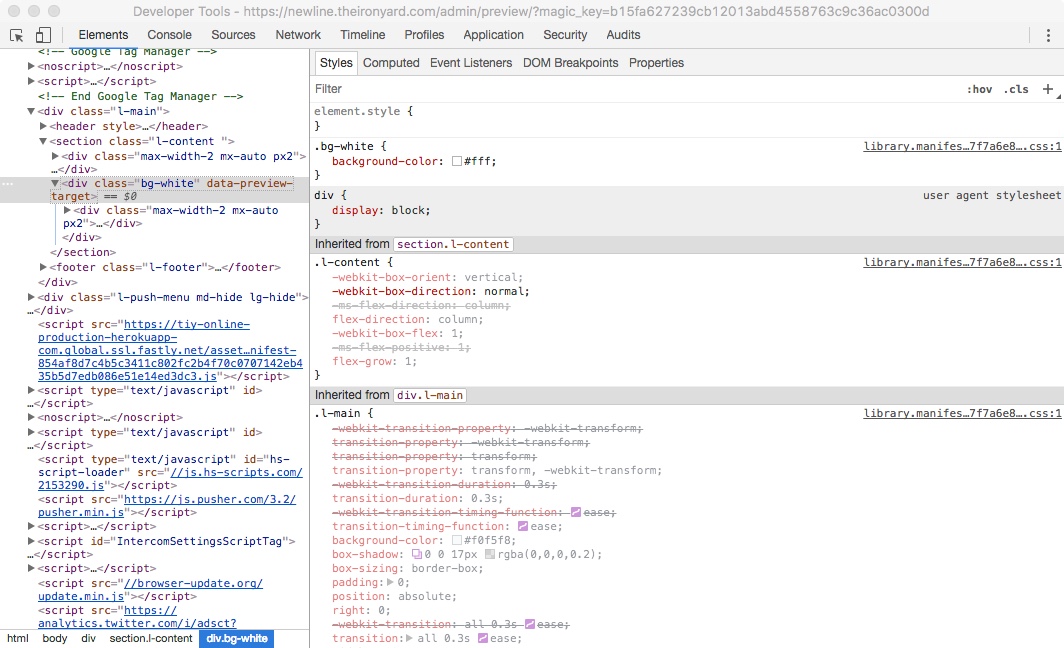 Developer Tools - https://newline.theironyard.com/admin/preview/?magic_key=b15fa627239cb12013abd4558763c9c36ac0300d
Elements Console Sources Network Timeline Profiles Application Security Audits
<!-- Google Tag Manager -->
<noscript>…</noscript>
<script>…</script>
<!-- End Google Tag Manager -->
<div class="l-main">
<header style>…</header>
<section class="l-content ">
<div class="max-width-2 mx-auto px2">
…</div>
<div class="bg-white" data-preview-
target> == $0
<div class="max-width-2 mx-auto
px2">…</div>
</div>
</section>
<footer class="l-footer">…</footer>
</div>
<div class="l-push-menu md-hide lg-hide">
…</div>
<script src="https://tiy-online-
production-herokuapp-
com.global.ssl.fastly.net/asset…nifest-
854af8d7c4b5c3411c802fc2b4f70c0707142eb4
35b5d7edb086e51e14ed3dc3.js"></script>
<script type="text/javascript" id>
…</script>
<noscript>…</noscript>
<script type="text/javascript" id>
…</script>
<script type="text/javascript" id="hs-
script-loader" src="//js.hs-scripts.com/
2153290.js"></script>
<script src="https://js.pusher.com/3.2/
pusher.min.js"></script>
<script>…</script>
<script id="IntercomSettingsScriptTag">
…</script>
<script>…</script>
<script src="//browser-update.org/
update.min.js"></script>
<script src="https://
analytics.twitter.com/i/adsct?
html body div section.l-content div.bg-white
Styles Computed Event Listeners DOM Breakpoints Properties
Filter :hov .cls +
element.style {
}
.bg-white { library.manifes…7f7a6e8….css:1
background-color: #fff;
}
div { user agent stylesheet
display: block;
}
Inherited from section.l-content
.l-content { library.manifes…7f7a6e8….css:1
-webkit-box-orient: vertical;
-webkit-box-direction: normal;
-ms-flex-direction: column;
flex-direction: column;
-webkit-box-flex: 1;
-ms-flex-positive: 1;
flex-grow: 1;
}
Inherited from div.l-main
.l-main { library.manifes…7f7a6e8….css:1
-webkit-transition-property: -webkit-transform;
transition-property: -webkit-transform;
transition-property: transform;
transition-property: transform, -webkit-transform;
-webkit-transition-duration: 0.3s;
transition-duration: 0.3s;
-webkit-transition-timing-function: ease;
transition-timing-function: ease;
background-color: #f0f5f8;
box-shadow: 0 0 17px rgba(0,0,0,0.2);
box-sizing: border-box;
padding: 0;
position: absolute;
right: 0;
-webkit-transition: all 0.3s ease;
transition: all 0.3s ease;